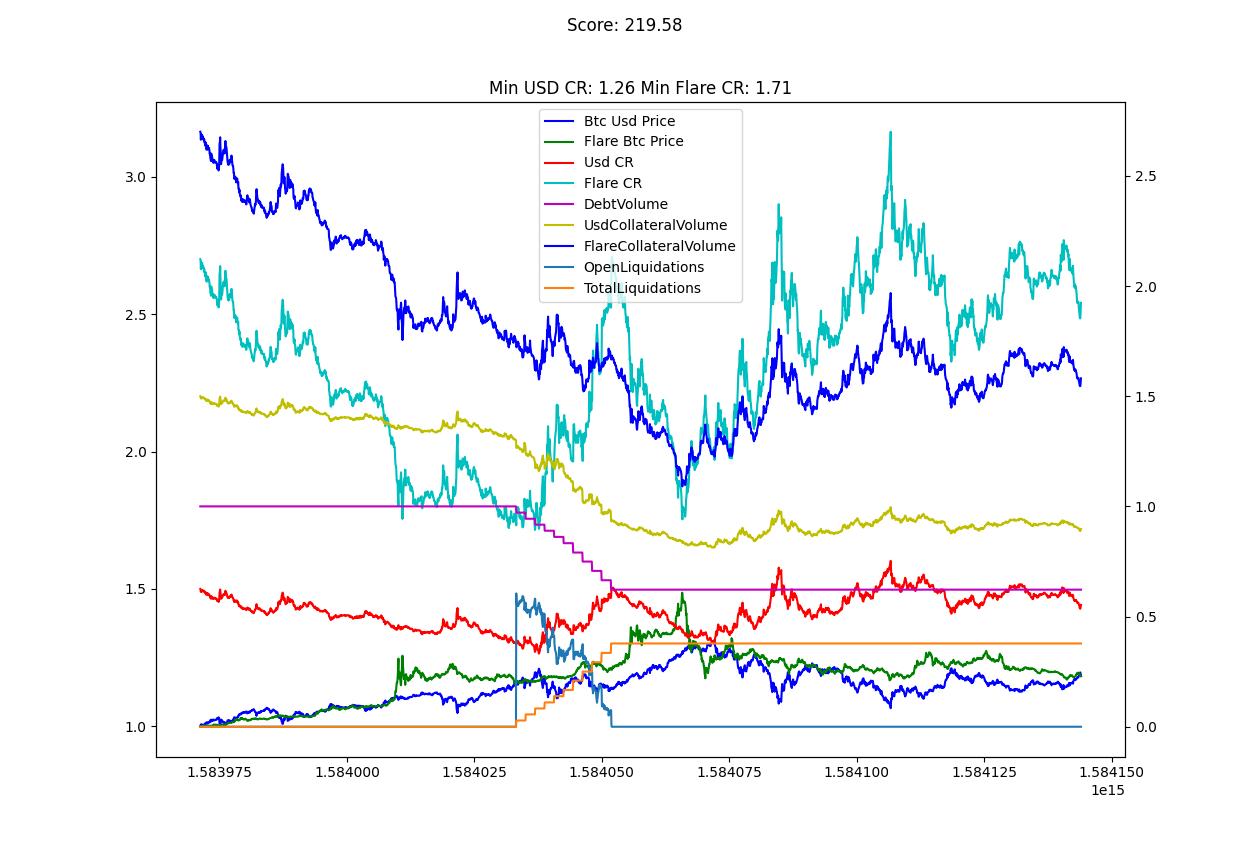 Score: 219.58
Min USD CR: 1.26 Min Flare CR: 1.71
Btc Usd Price
Flare Btc Price
Usd CR
Flare CR
DebtVolume
UsdCollateralVolume
FlareCollateralVolume
OpenLiquidations
TotalLiquidations
3.0
2.5
2.0
1.5
1.0
2.5
2.0
1.5
1.0
0.5
0.0
1.583975 1.584000 1.584025 1.584050 1.584075 1.584100 1.584125 1.584150
1e15